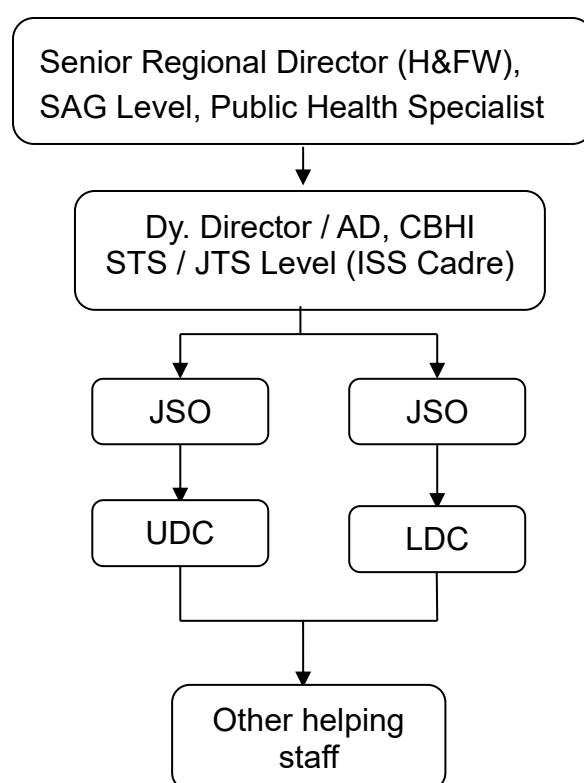 Senior Regional Director (H&FW),
SAG Level, Public Health Specialist
Dy. Director / AD, CBHI
STS / JTS Level (ISS Cadre)
JSO
JSO
UDC
LDC
Other helping
staff